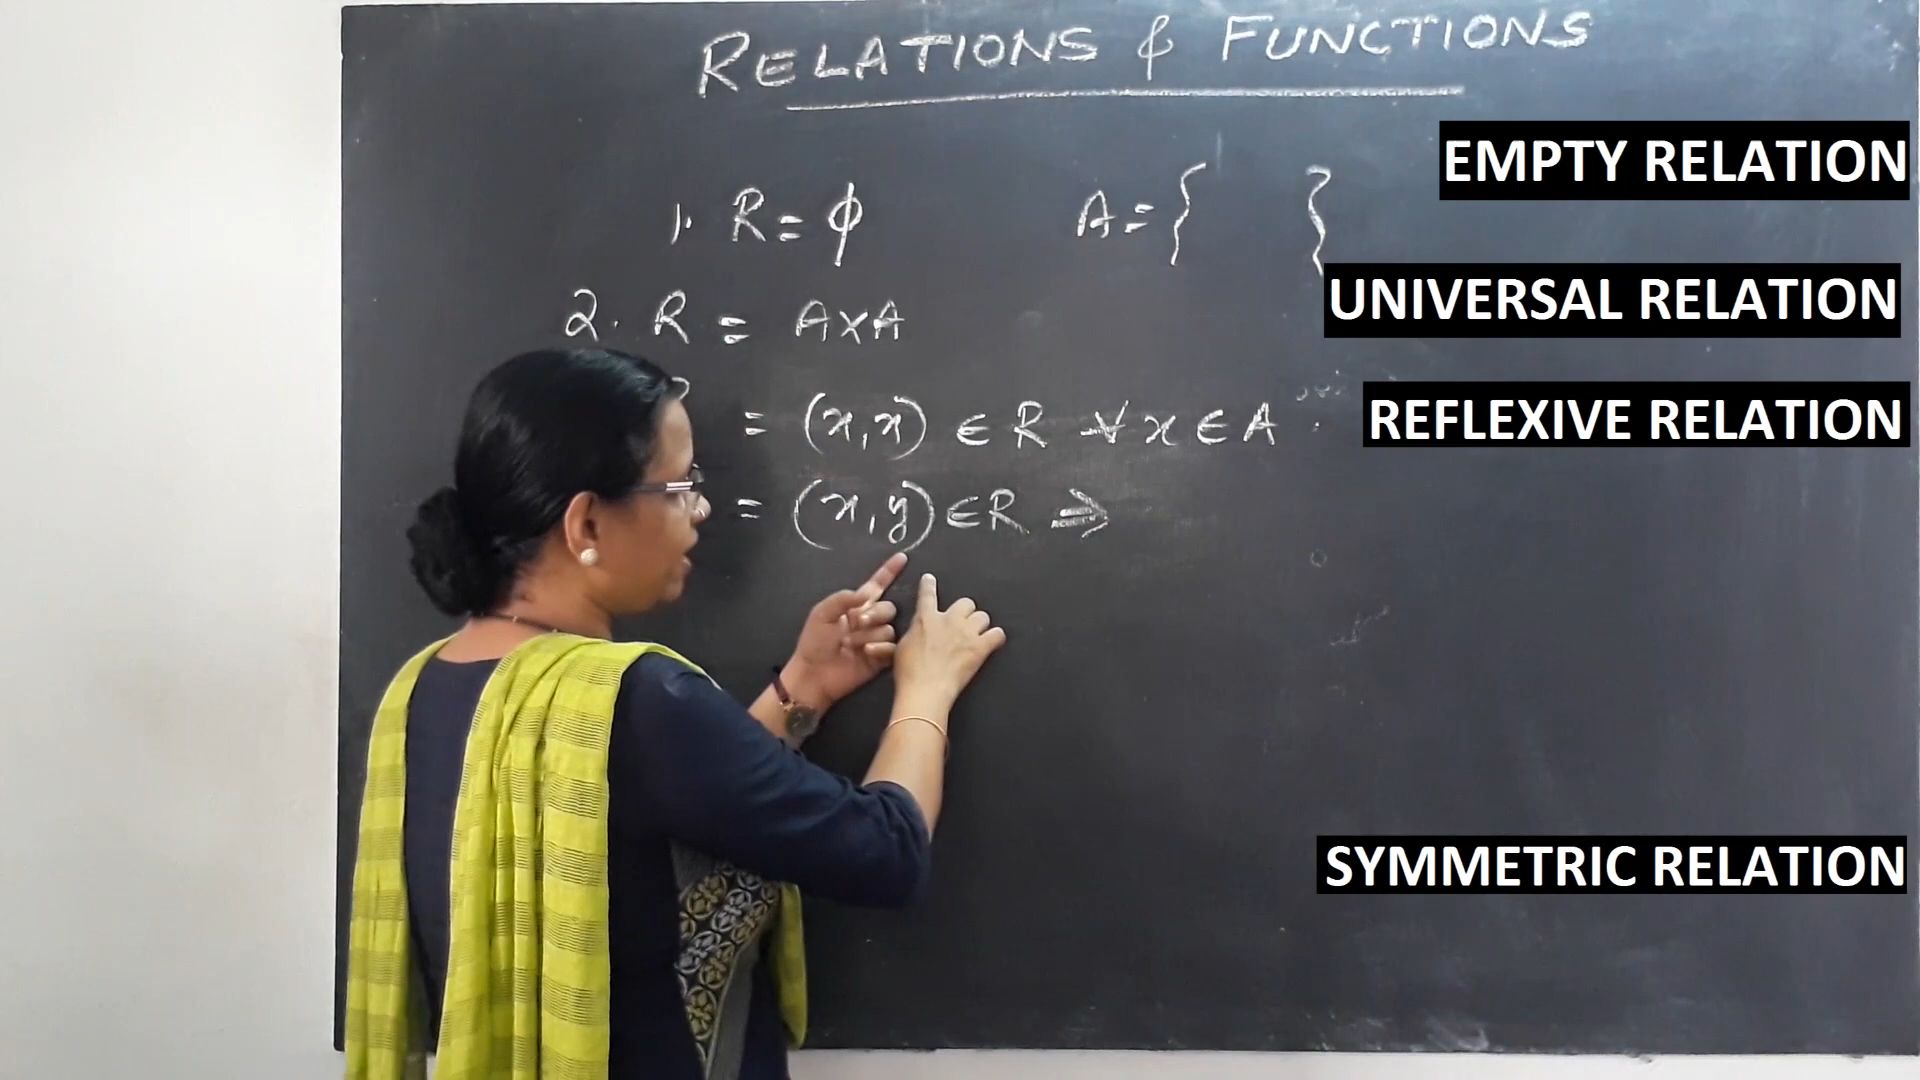 RELATIONS & FUNCTIONS
EMPTY RELATION
1. R = ϕ A = { }
UNIVERSAL RELATION
2. R = A×A
REFLEXIVE RELATION
= (x,x) ∈ R ∀ x ∈ A
= (x,y) ∈ R ⇒
SYMMETRIC RELATION